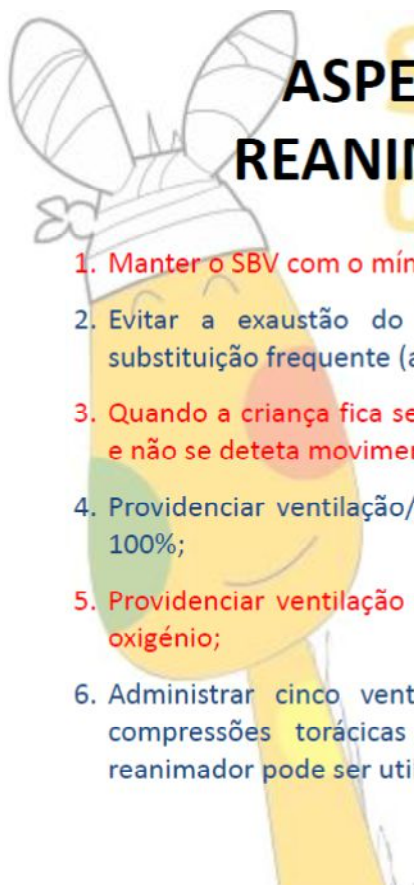 ASPE
REANI
1. Manter o SBV com o mín
2. Evitar a exaustão do
substituição frequente (a
3. Quando a criança fica se
e não se deteta movimen
4. Providenciar ventilação/
100%;
5. Providenciar ventilação
oxigénio;
6. Administrar cinco vent
compressões torácicas
reanimador pode ser util